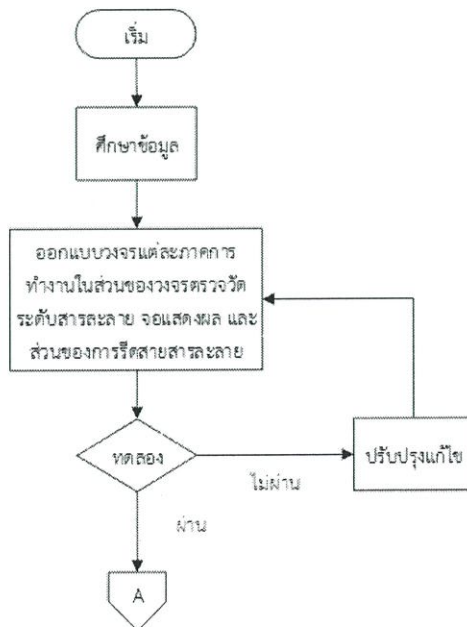 เริ่ม
ศึกษาข้อมูล
ออกแบบวงจรแต่ละภาคการ
ทำงานในส่วนของวงจรตรวจวัด
ระดับสารละลาย จอแสดงผล และ
ส่วนของการรีดสายสารละลาย
ทดลอง
ไม่ผ่าน
ปรับปรุงแก้ไข
ผ่าน
A